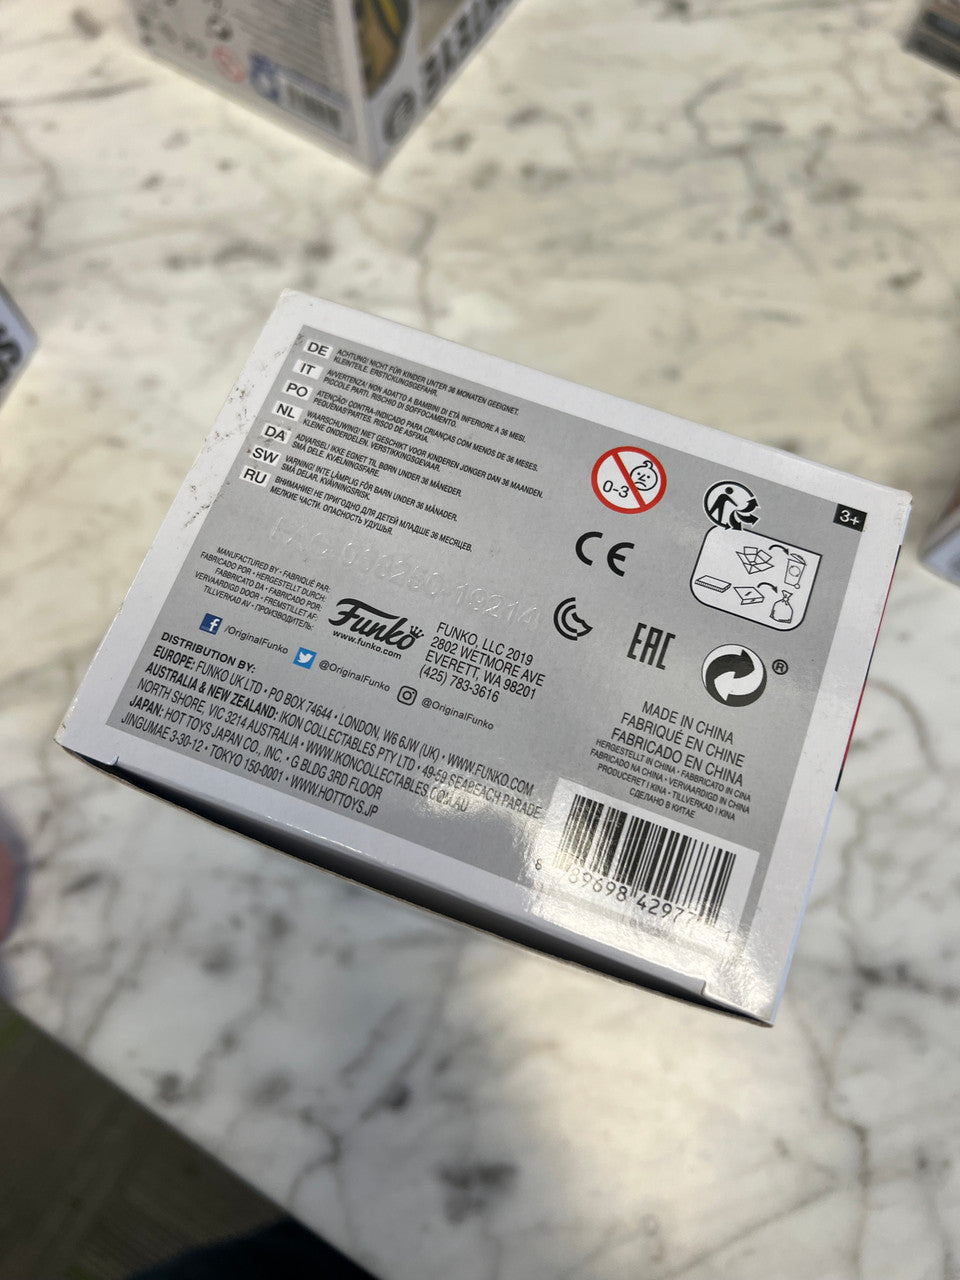 DE ACHTUNG! NICHT FÜR KINDER UNTER 36 MONATEN GEEIGNET.
KLEINTEILE. ERSTICKUNGSGEFAHR.
IT AVVERTENZA! NON ADATTO A BAMBINI DI ETÀ INFERIORE A 36 MESI.
PICCOLE PARTI. RISCHIO DI SOFFOCAMENTO.
PO ATENÇÃO! CONTRA-INDICADO PARA CRIANÇAS COM MENOS DE 36 MESES.
PEQUENAS PARTES. RISCO DE ASFIXIA.
NL WAARSCHUWING! NIET GESCHIKT VOOR KINDEREN JONGER DAN 36 MAANDEN.
KLEINE ONDERDELEN. VERSTIKKINGSGEVAAR.
DA ADVARSEL! IKKE EGNET TIL BØRN UNDER 36 MÅNEDER.
SMÅ DELE. KVÆLNINGSFARE.
SW VARNING! INTE LÄMPLIG FÖR BARN UNDER 36 MÅNADER.
SMÅ DELAR. KVÄVNINGSRISK.
RU ВНИМАНИЕ! НЕ ПРИГОДНО ДЛЯ ДЕТЕЙ МЛАДШЕ 36 МЕСЯЦЕВ.
МЕЛКИЕ ЧАСТИ. ОПАСНОСТЬ УДУШЬЯ.
0-3
3+
CE
EAC
®
MANUFACTURED BY • FABRIQUÉ PAR:
FABRICADO POR • HERGESTELLT DURCH:
FABBRICATO DA • FABRICADO POR:
VERVAARDIGD DOOR • FREMSTILLET AF:
TILLVERKAD AV • ПРОИЗВОДИТЕЛЬ:
Funko
www.funko.com
FUNKO, LLC 2019
2802 WETMORE AVE
EVERETT, WA 98201
(425) 783-3616
/OriginalFunko
@OriginalFunko
@OriginalFunko
DISTRIBUTION BY:
EUROPE: FUNKO UK LTD • PO BOX 74644 • LONDON, W6 6JW (UK) • WWW.FUNKO.COM
AUSTRALIA & NEW ZEALAND: IKON COLLECTABLES PTY LTD • 49-59 SEAPEACH PARADE
NORTH SHORE, VIC 3214 AUSTRALIA • WWW.IKONCOLLECTABLES.COM.AU
JAPAN: HOT TOYS JAPAN CO., INC. • G BLDG 3RD FLOOR
JINGUMAE 3-30-12 • TOKYO 150-0001 • WWW.HOTTOYS.JP
MADE IN CHINA
FABRIQUÉ EN CHINE
FABRICADO EN CHINA
HERGESTELLT IN CHINA • FABBRICATO IN CINA
FABRICADO NA CHINA • VERVAARDIGD IN CHINA
PRODUCERET I KINA • TILLVERKAD I KINA
СДЕЛАНО В КИТАЕ